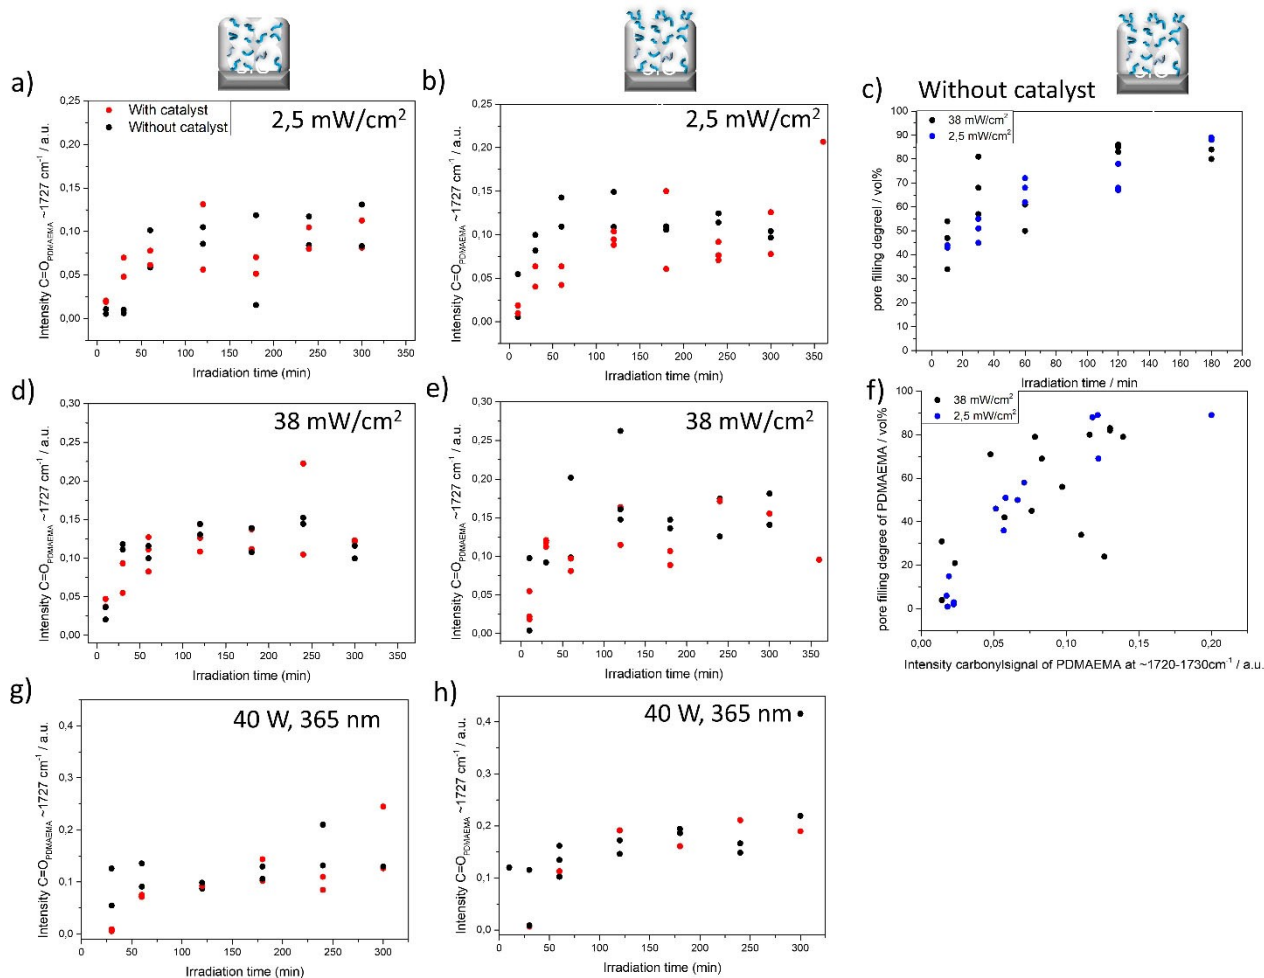 a)
2,5 mW/cm²
With catalyst
Without catalyst
0,25
0,20
0,15
0,10
0,05
0,00
Intensity C=O_PDMAEMA ~1727 cm⁻¹ / a.u.
0 50 100 150 200 250 300 350
Irradiation time (min)
b)
2,5 mW/cm²
0,25
0,20
0,15
0,10
0,05
0,00
Intensity C=O_PDMAEMA ~1727 cm⁻¹ / a.u.
0 50 100 150 200 250 300 350
Irradiation time (min)
c) Without catalyst
38 mW/cm²
2,5 mW/cm²
100
90
80
70
60
50
40
30
20
10
0
pore filling degreel / vol%
0 20 40 60 80 100 120 140 160 180 200
Irradiation time / min
d)
38 mW/cm²
0,30
0,25
0,20
0,15
0,10
0,05
0,00
Intensity C=O_PDMAEMA ~1727 cm⁻¹ / a.u.
0 50 100 150 200 250 300 350
Irradiation time (min)
e)
38 mW/cm²
0,30
0,25
0,20
0,15
0,10
0,05
0,00
Intensity C=O_PDMAEMA ~1727 cm⁻¹ / a.u.
0 50 100 150 200 250 300 350
Irradiation time (min)
f)
38 mW/cm²
2,5 mW/cm²
100
80
60
40
20
0
pore filling degree of PDMAEMA / vol%
0,00 0,05 0,10 0,15 0,20
Intensity carbonylsignal of PDMAEMA at ~1720-1730cm⁻¹ / a.u.
g)
40 W, 365 nm
0,4
0,3
0,2
0,1
0,0
Intensity C=O_PDMAEMA ~1727 cm⁻¹ / a.u.
0 50 100 150 200 250 300
Irradiation time (min)
h)
40 W, 365 nm
0,4
0,3
0,2
0,1
0,0
Intensity C=O_PDMAEMA ~1727 cm⁻¹ / a.u.
0 50 100 150 200 250 300
Irradiation time (min)